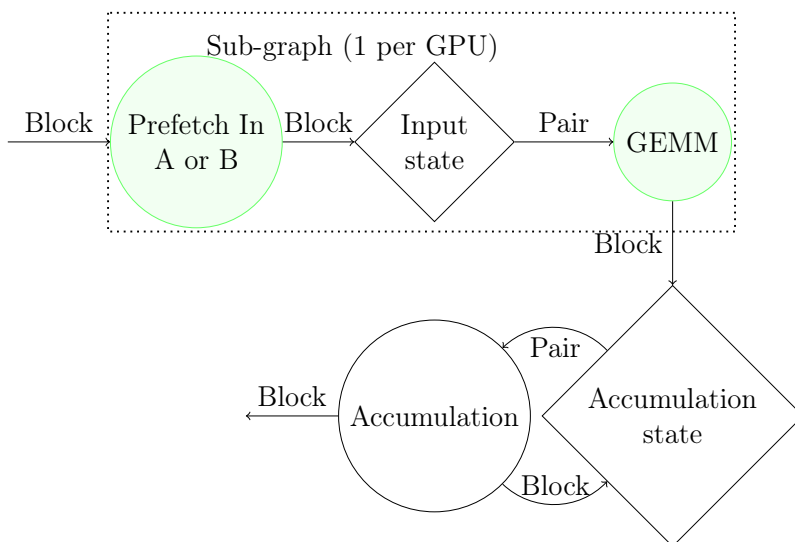 Sub-graph (1 per GPU)
Block
Prefetch In
A or B
Block
Input
state
Pair
GEMM
Block
Pair
Accumulation
state
Block
Accumulation
Block